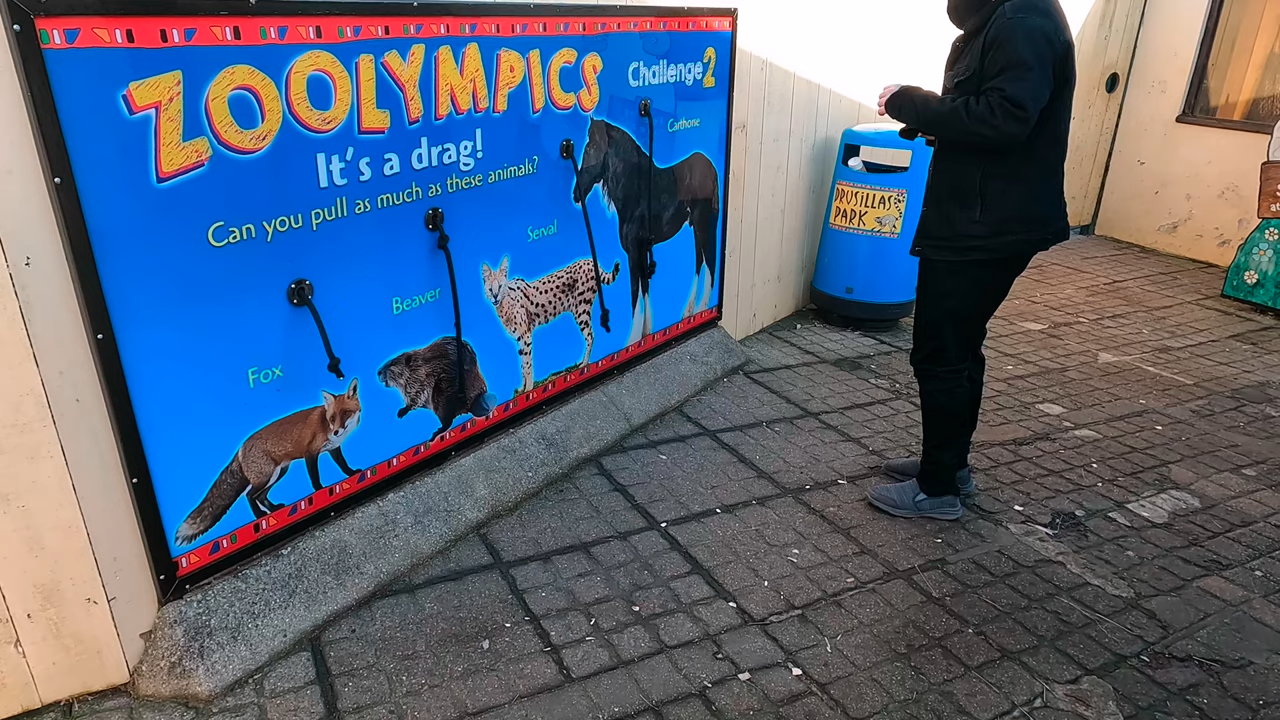 ZOOLYMPICS
Challenge 2
It's a drag!
Can you pull as much as these animals?
Fox
Beaver
Serval
Carthorse
DRUSILLAS
PARK